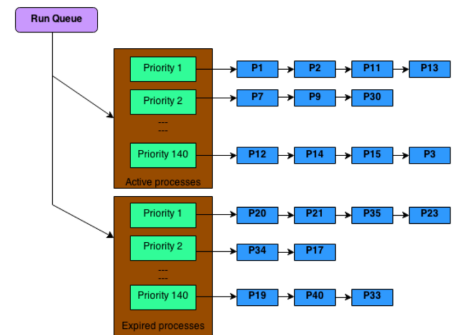 Run Queue
Priority 1 P1 P2 P11 P13
Priority 2 P7 P9 P30
---
---
Priority 140 P12 P14 P15 P3
Active processes
Priority 1 P20 P21 P35 P23
Priority 2 P34 P17
---
---
Priority 140 P19 P40 P33
Expired processes